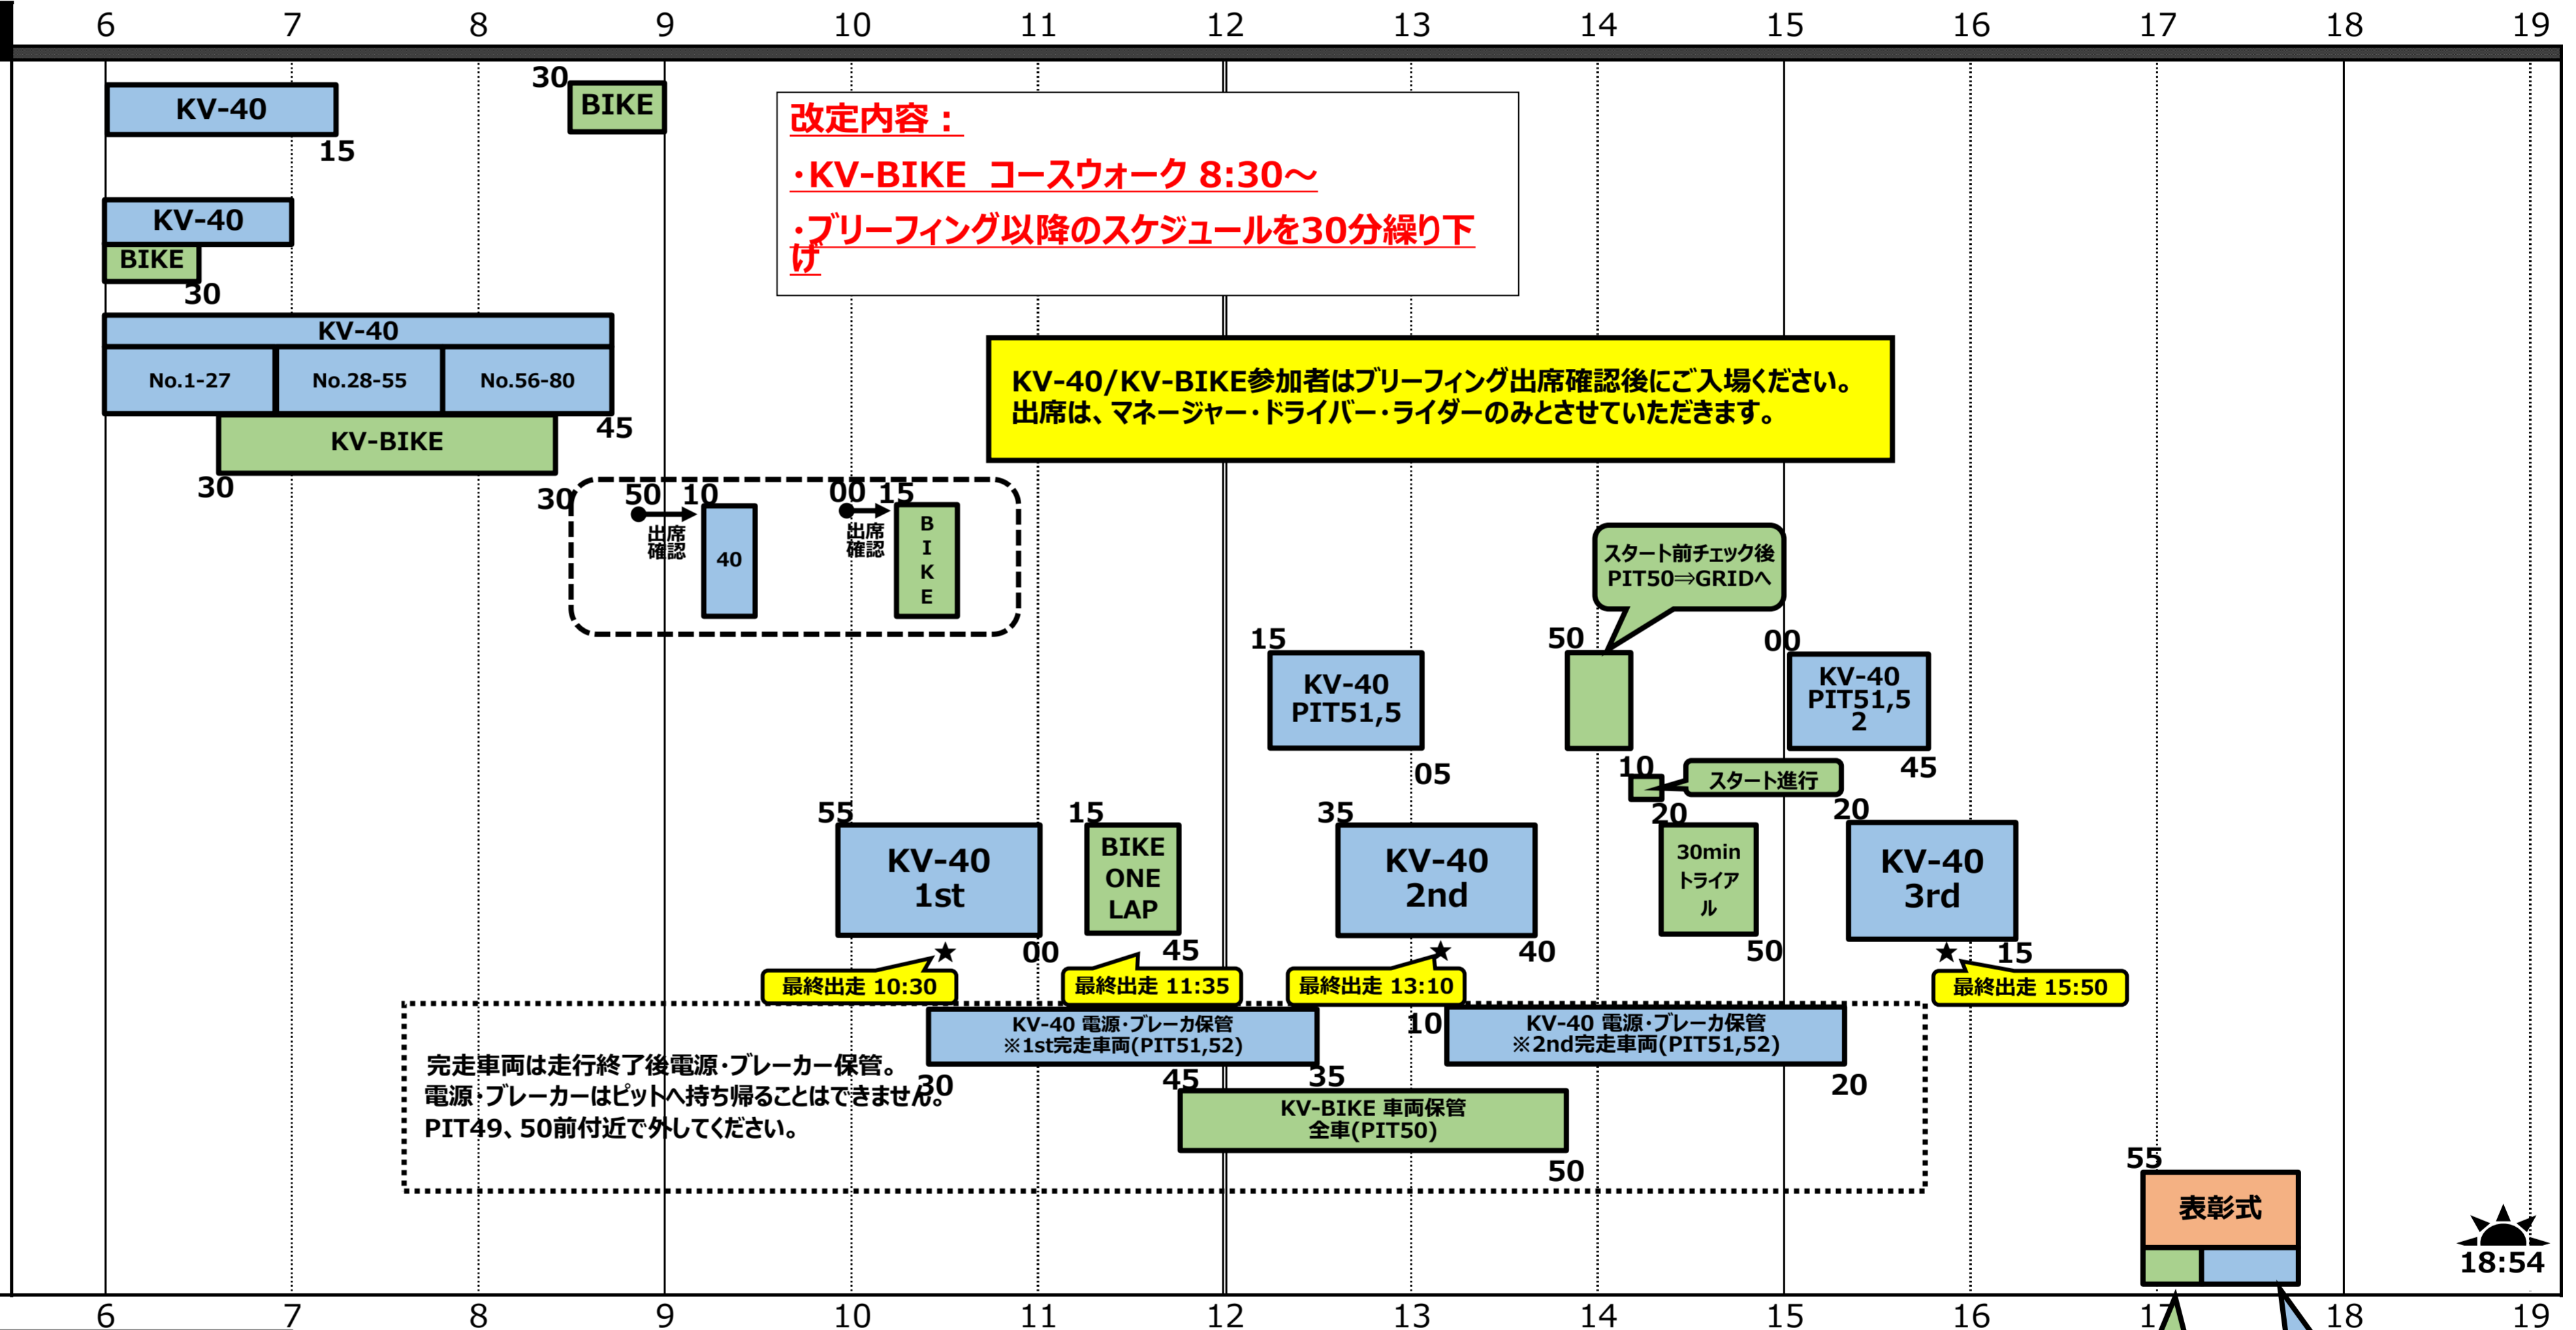 6 7 8 9 10 11 12 13 14 15 16 17 18 19
KV-40
15
30
BIKE
改定内容：
・KV-BIKE コースウォーク 8:30～
・ブリーフィング以降のスケジュールを30分繰り下
げ
KV-40
BIKE
30
KV-40
No.1-27
No.28-55
No.56-80
45
KV-BIKE
30
30
KV-40/KV-BIKE参加者はブリーフィング出席確認後にご入場ください。
出席は、マネージャー・ドライバー・ライダーのみとさせていただきます。
50 10
出席
確認
40
00 15
出席
確認
B
I
K
E
スタート前チェック後
PIT50⇒GRIDへ
15
KV-40
PIT51,5
05
50
00
KV-40
PIT51,5
2
45
10
スタート進行
20
55
KV-40
1st
00
15
BIKE
ONE
LAP
45
35
KV-40
2nd
40
30min
トライア
ル
50
20
KV-40
3rd
15
最終出走 10:30
最終出走 11:35
最終出走 13:10
最終出走 15:50
KV-40 電源・ブレーカ保管
※1st完走車両(PIT51,52)
30
35
10
KV-40 電源・ブレーカ保管
※2nd完走車両(PIT51,52)
20
完走車両は走行終了後電源・ブレーカー保管。
電源・ブレーカーはピットへ持ち帰ることはできません。
PIT49、50前付近で外してください。
45
KV-BIKE 車両保管
全車(PIT50)
50
55
表彰式
18:54
6 7 8 9 10 11 12 13 14 15 16 17 18 19